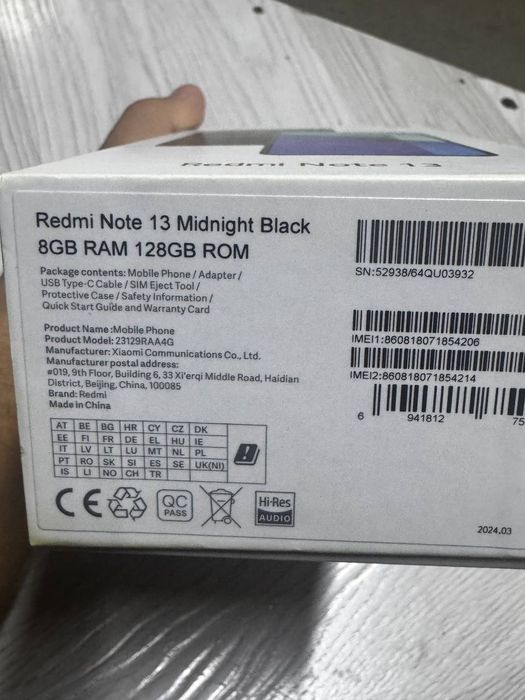 Redmi Note 13
Redmi Note 13 Midnight Black
8GB RAM 128GB ROM
Package contents: Mobile Phone / Adapter /
USB Type-C Cable / SIM Eject Tool /
Protective Case / Safety Information /
Quick Start Guide and Warranty Card
Product Name :Mobile Phone
Product Model: 23129RAA4G
Manufacturer: Xiaomi Communications Co., Ltd.
Manufacturer postal address:
#019, 9th Floor, Building 6, 33 Xi'erqi Middle Road, Haidian
District, Beijing, China, 100085
Brand: Redmi
Made in China
AT BE BG HR CY CZ DK
EE FI FR DE EL HU IE
IT LV LT LU MT NL PL
PT RO SK SI ES SE UK(NI)
IS LI NO CH TR
CE
QC
PASS
Hi-Res
AUDIO
SN:52938/64QU03932
IMEI1:860818071854206
IMEI2:860818071854214
6 941812 75
2024.03